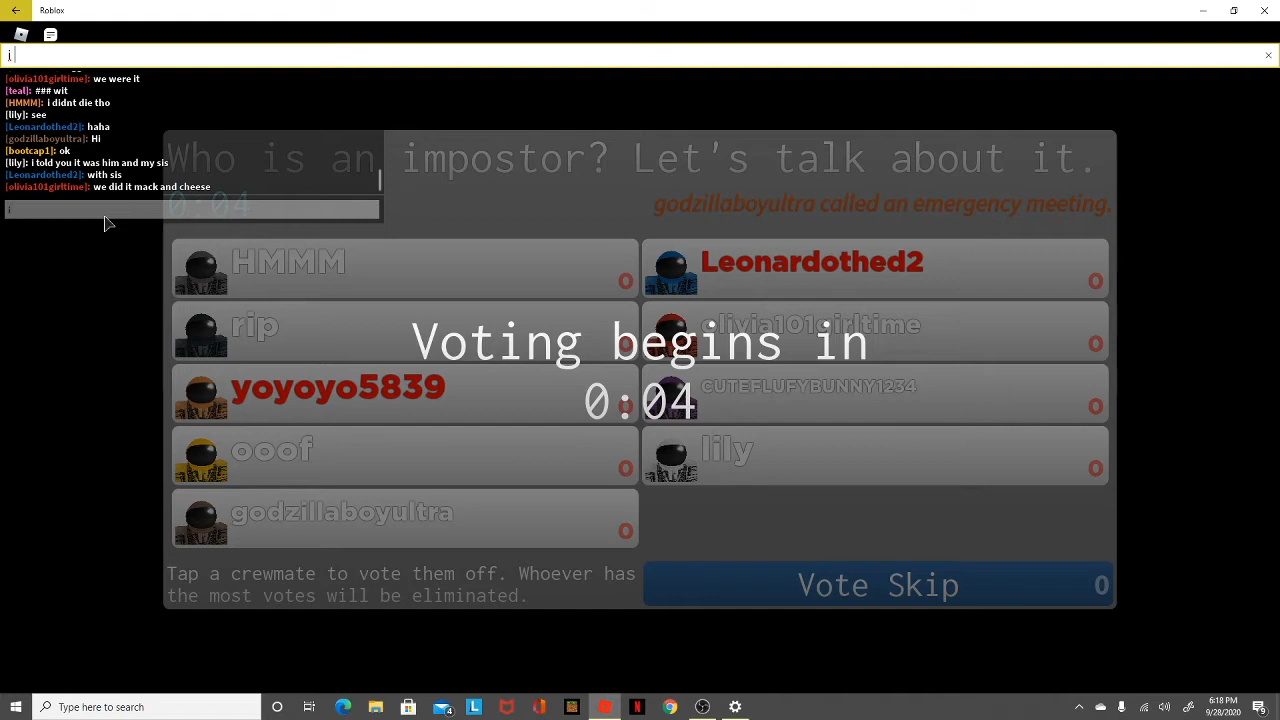 Roblox
i
[olivia101girltime]: we were it
[teal]: ### wit
[HMMM]: i didnt die tho
[lily]: see
[Leonardothed2]: haha
[godzillaboyultra]: Hi
[bootcap1]: ok
[lily]: i told you it was him and my sis
[Leonardothed2]: with sis
[olivia101girltime]: we did it mack and cheese
i
Who is an impostor? Let's talk about it.
0:04
godzillaboyultra called an emergency meeting.
HMMM 0
Leonardothed2 0
rip 0
olivia101girltime 0
Voting begins in
0:04
yoyoyo5839 0
CUTEFLUFYBUNNY1234 0
ooof 0
lily 0
godzillaboyultra 0
Tap a crewmate to vote them off. Whoever has
the most votes will be eliminated.
Vote Skip 0
Type here to search
4
6:18 PM
9/28/2020